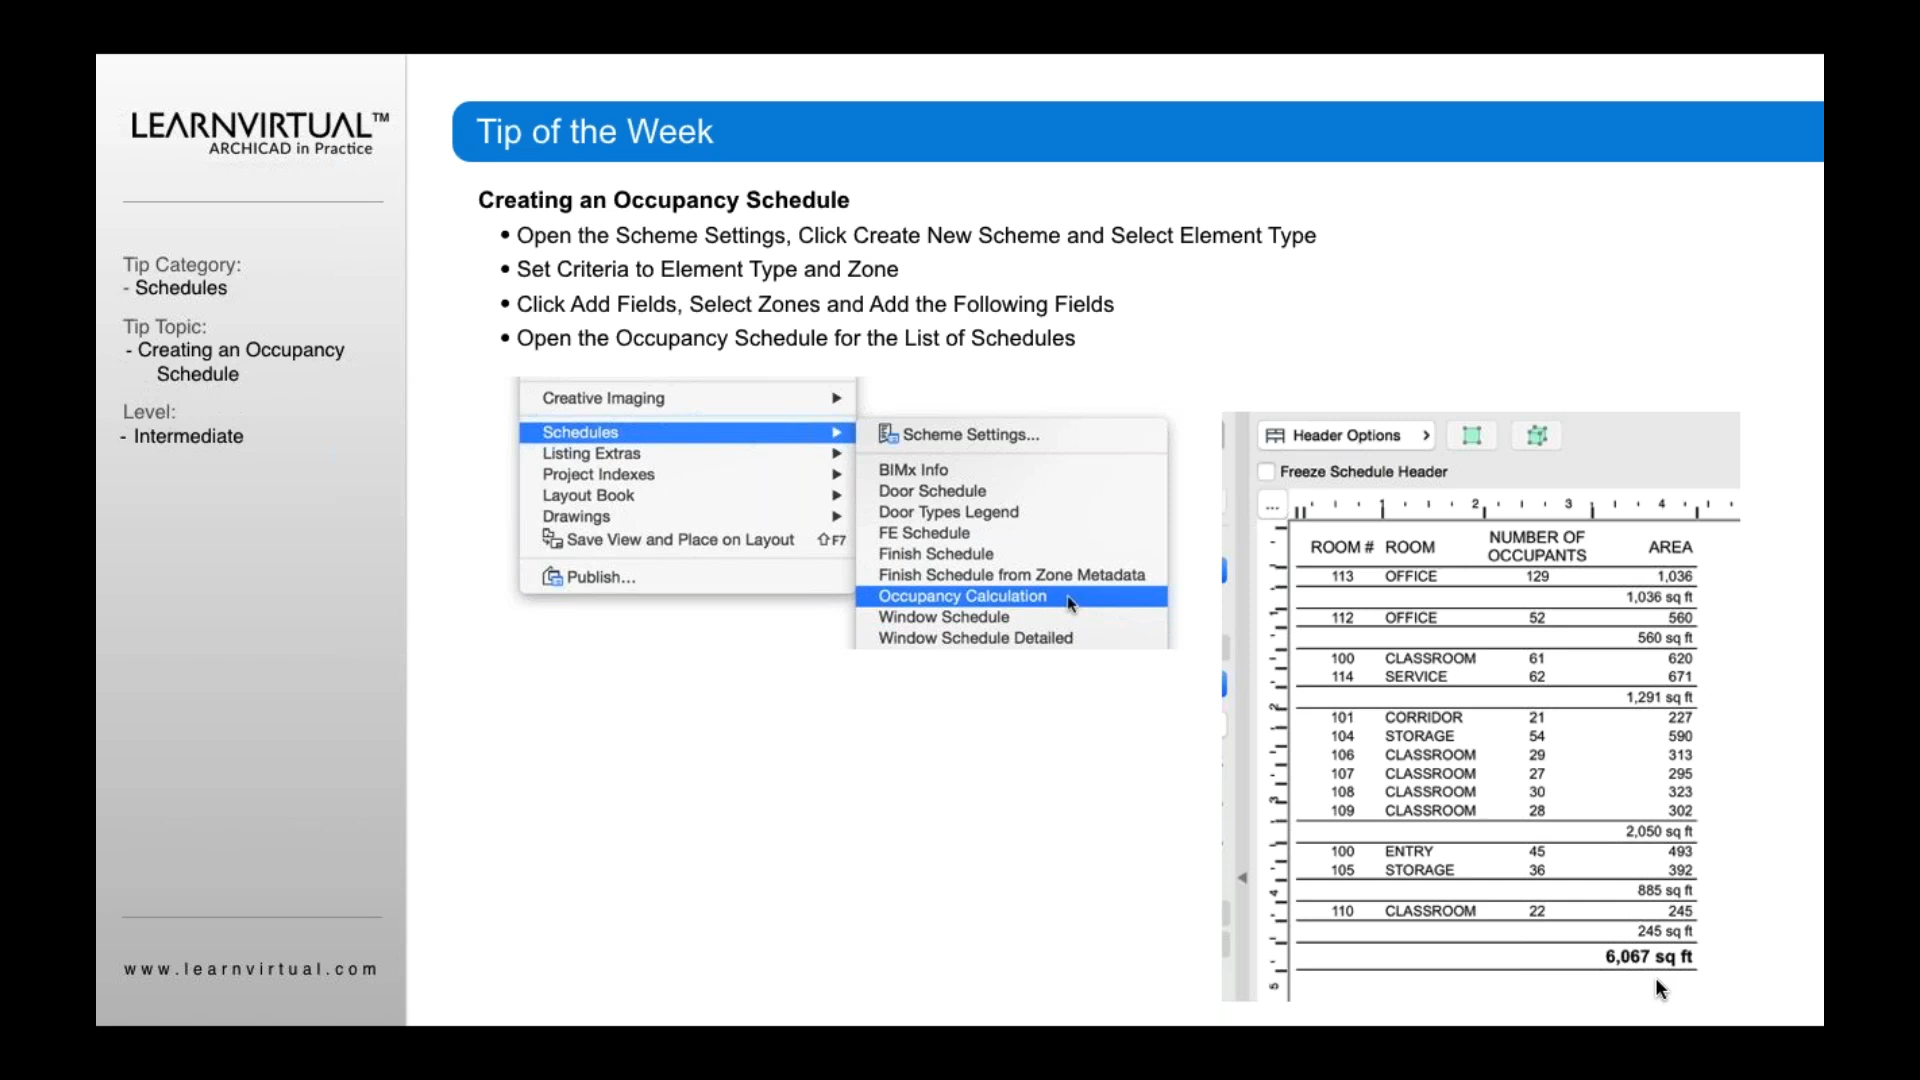 LEARNVIRTUAL™
ARCHICAD in Practice
Tip Category:
- Schedules
Tip Topic:
- Creating an Occupancy
Schedule
Level:
- Intermediate
www.learnvirtual.com
Tip of the Week
Creating an Occupancy Schedule
• Open the Scheme Settings, Click Create New Scheme and Select Element Type
• Set Criteria to Element Type and Zone
• Click Add Fields, Select Zones and Add the Following Fields
• Open the Occupancy Schedule for the List of Schedules
Creative Imaging
Schedules
Listing Extras
Project Indexes
Layout Book
Drawings
Save View and Place on Layout ⇧F7
Publish...
Scheme Settings...
BIMx Info
Door Schedule
Door Types Legend
FE Schedule
Finish Schedule
Finish Schedule from Zone Metadata
Occupancy Calculation
Window Schedule
Window Schedule Detailed
Header Options
Freeze Schedule Header
... 1 2 3 4
2
3
4
5
ROOM # ROOM NUMBER OF OCCUPANTS AREA
113 OFFICE 129 1,036
1,036 sq ft
112 OFFICE 52 560
560 sq ft
100 CLASSROOM 61 620
114 SERVICE 62 671
1,291 sq ft
101 CORRIDOR 21 227
104 STORAGE 54 590
106 CLASSROOM 29 313
107 CLASSROOM 27 295
108 CLASSROOM 30 323
109 CLASSROOM 28 302
2,050 sq ft
100 ENTRY 45 493
105 STORAGE 36 392
885 sq ft
110 CLASSROOM 22 245
245 sq ft
6,067 sq ft